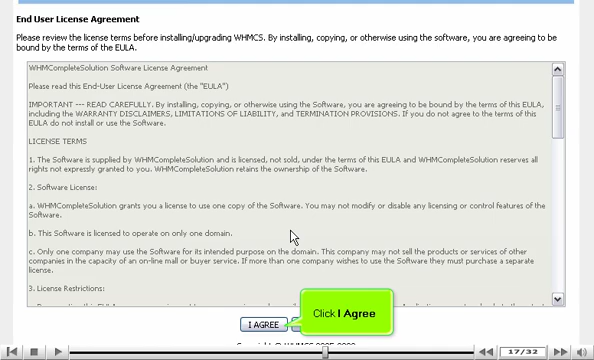 End User License Agreement
Please review the license terms before installing/upgrading WHMCS. By installing, copying, or otherwise using the software, you are agreeing to be
bound by the terms of the EULA.
WHMCompleteSolution Software License Agreement
Please read this End-User License Agreement (the "EULA")
IMPORTANT --- READ CAREFULLY. By installing, copying, or otherwise using the Software, you are agreeing to be bound by the terms of this EULA,
including the WARRANTY DISCLAIMERS, LIMITATIONS OF LIABILITY, and TERMINATION PROVISIONS. If you do not agree to the terms of this
EULA do not install or use the Software.
LICENSE TERMS
1. The Software is supplied by WHMCompleteSolution and is licensed, not sold, under the terms of this EULA and WHMCompleteSolution reserves all
rights not expressly granted to you. WHMCompleteSolution retains the ownership of the Software.
2. Software License:
a. WHMCompleteSolution grants you a license to use one copy of the Software. You may not modify or disable any licensing or control features of the
Software.
b. This Software is licensed to operate on only one domain.
c. Only one company may use the Software for its intended purpose on the domain. This company may not sell the products or services of other
companies in the capacity of an on-line mall or buyer service. If more than one company wishes to use the Software they must purchase a separate
license.
3. License Restrictions:
Click I Agree
I AGREE
17/32